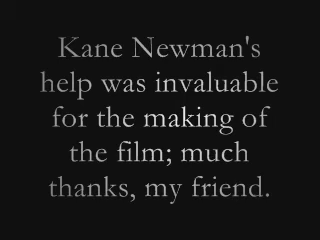 Kane Newman's
help was invaluable
for the making of
the film; much
thanks, my friend.